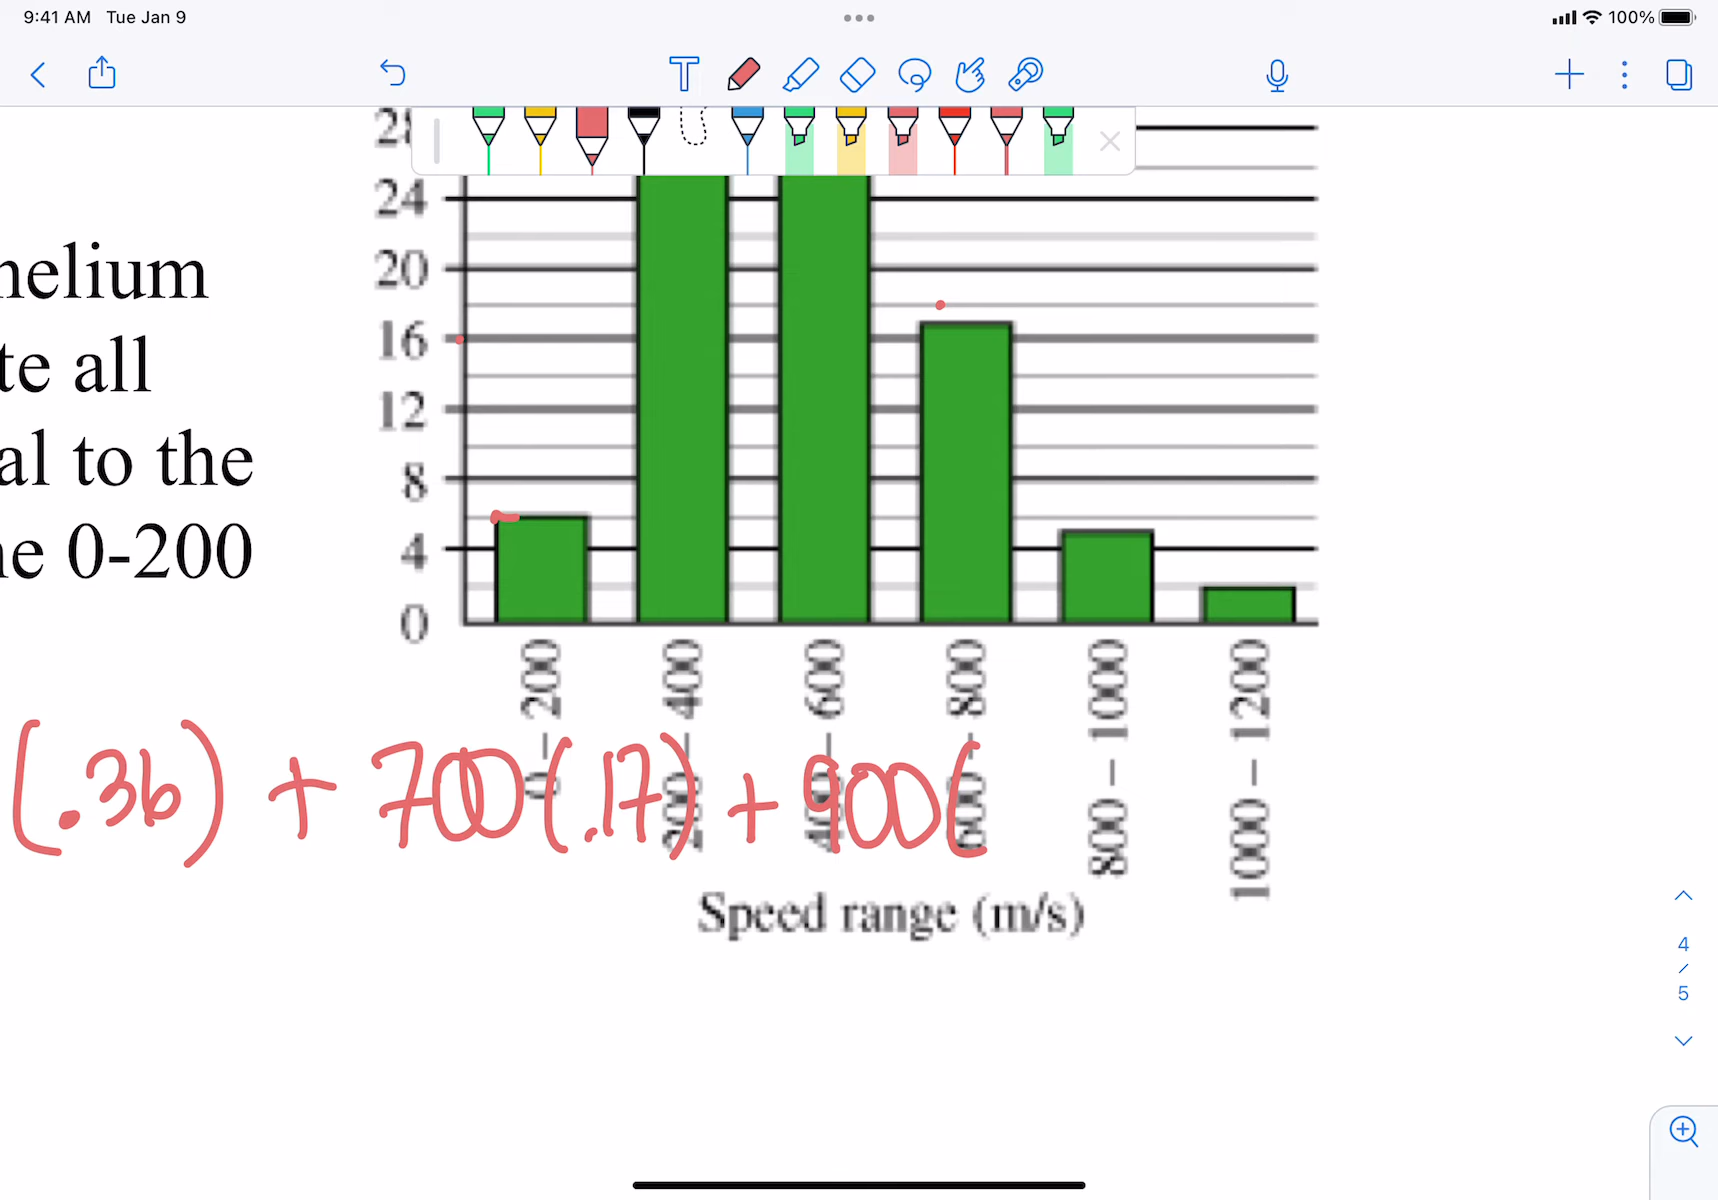 9:41 AM Tue Jan 9
100%
24
20
16
12
8
4
0
helium
te all
al to the
ne 0-200
0 – 200
200 – 400
400 – 600
600 – 800
800 – 1000
1000 – 1200
(.36) + 700(.17) + 900(
Speed range (m/s)
4
/
5